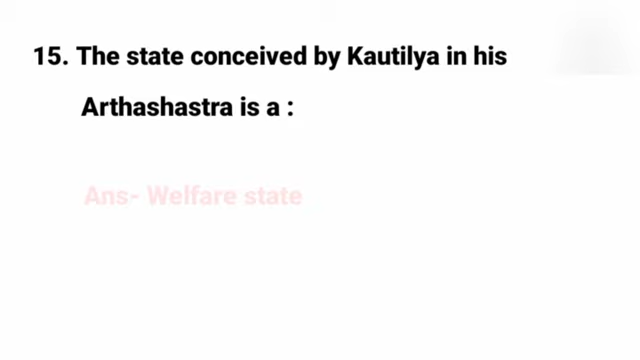 15. The state conceived by Kautilya in his
Arthashastra is a :
Ans- Welfare state